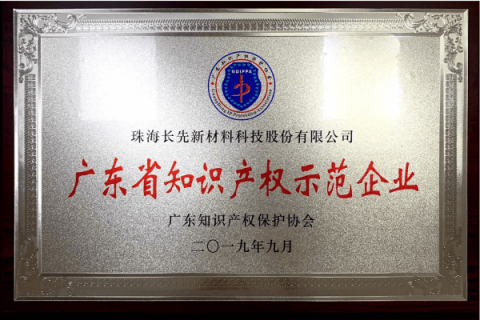 GDIPPA
珠海长先新材料科技股份有限公司
广东省知识产权示范企业
广东知识产权保护协会
二〇一九年九月